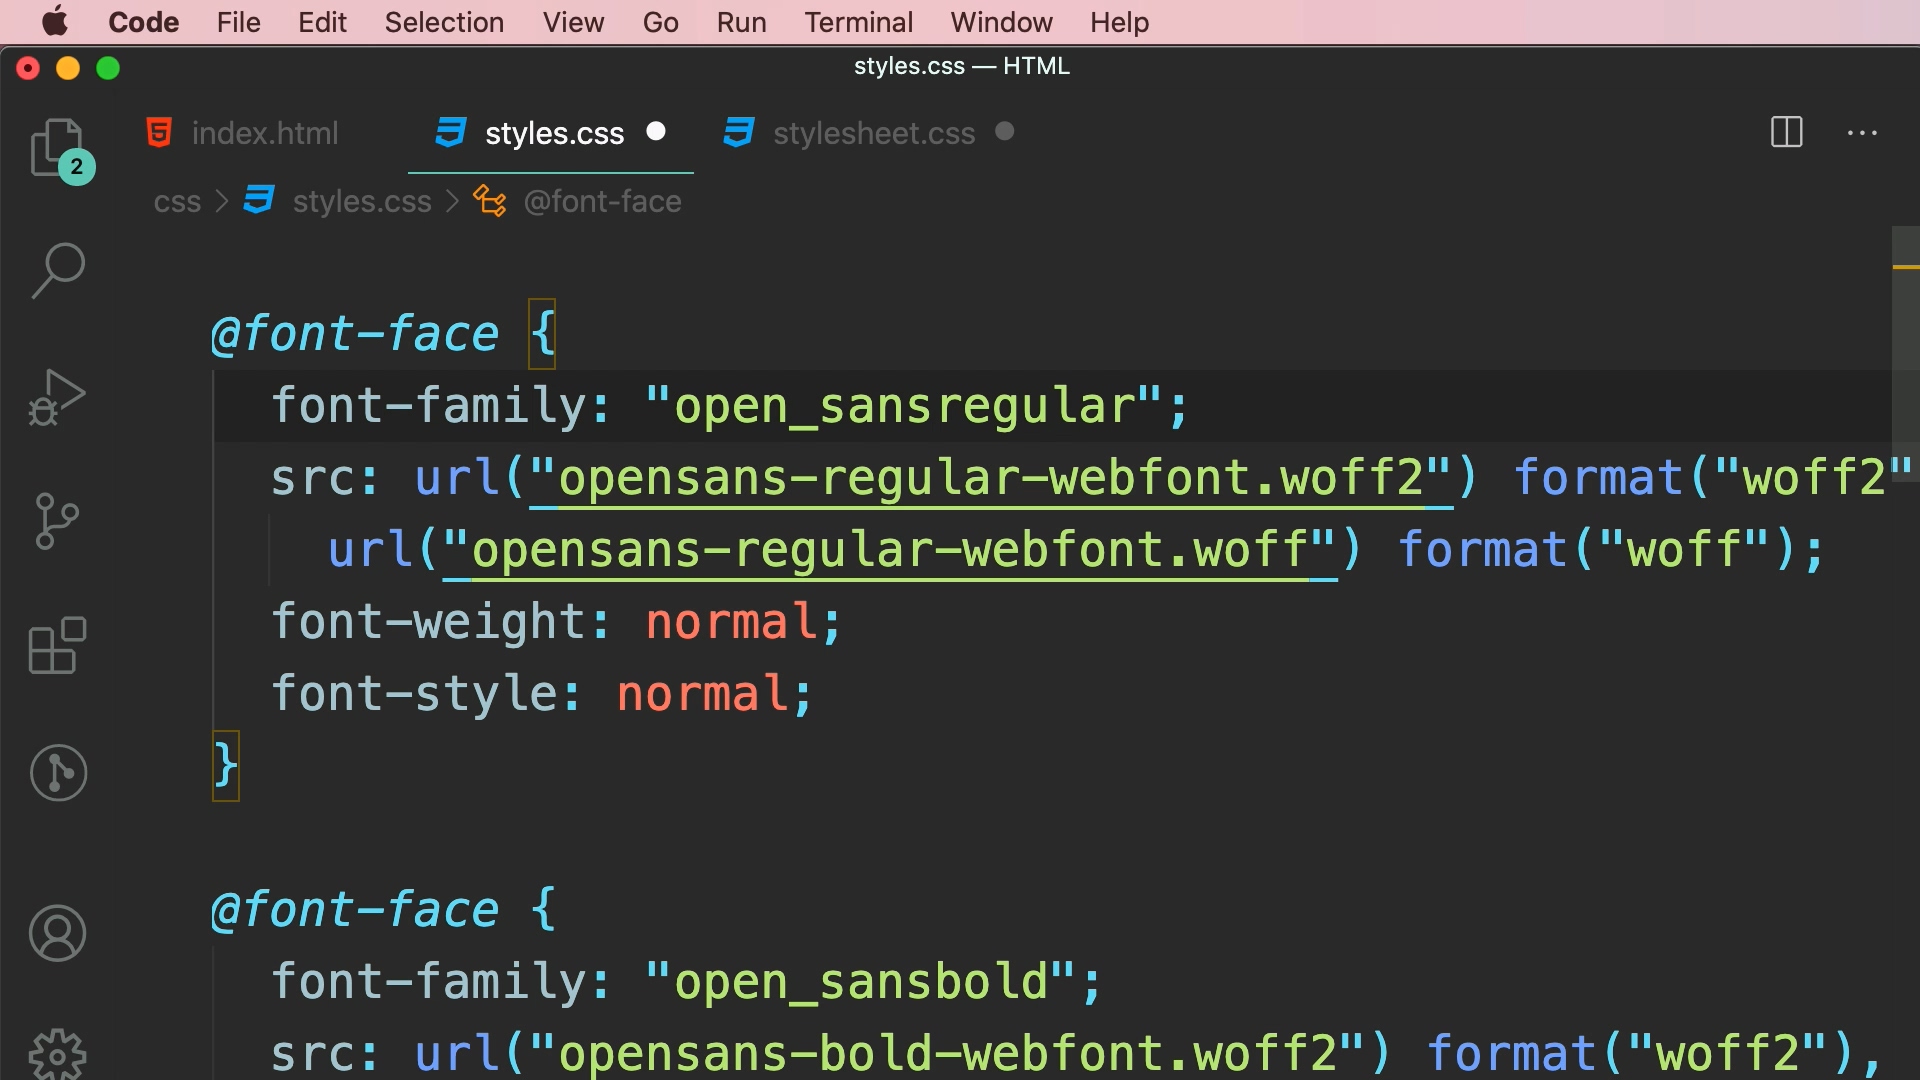 Code File Edit Selection View Go Run Terminal Window Help
styles.css — HTML
index.html styles.css stylesheet.css
2
css > styles.css > @font-face
@font-face {
font-family: "open_sansregular";
src: url("opensans-regular-webfont.woff2") format("woff2"
url("opensans-regular-webfont.woff") format("woff");
font-weight: normal;
font-style: normal;
}
@font-face {
font-family: "open_sansbold";
src: url("opensans-bold-webfont.woff2") format("woff2"),